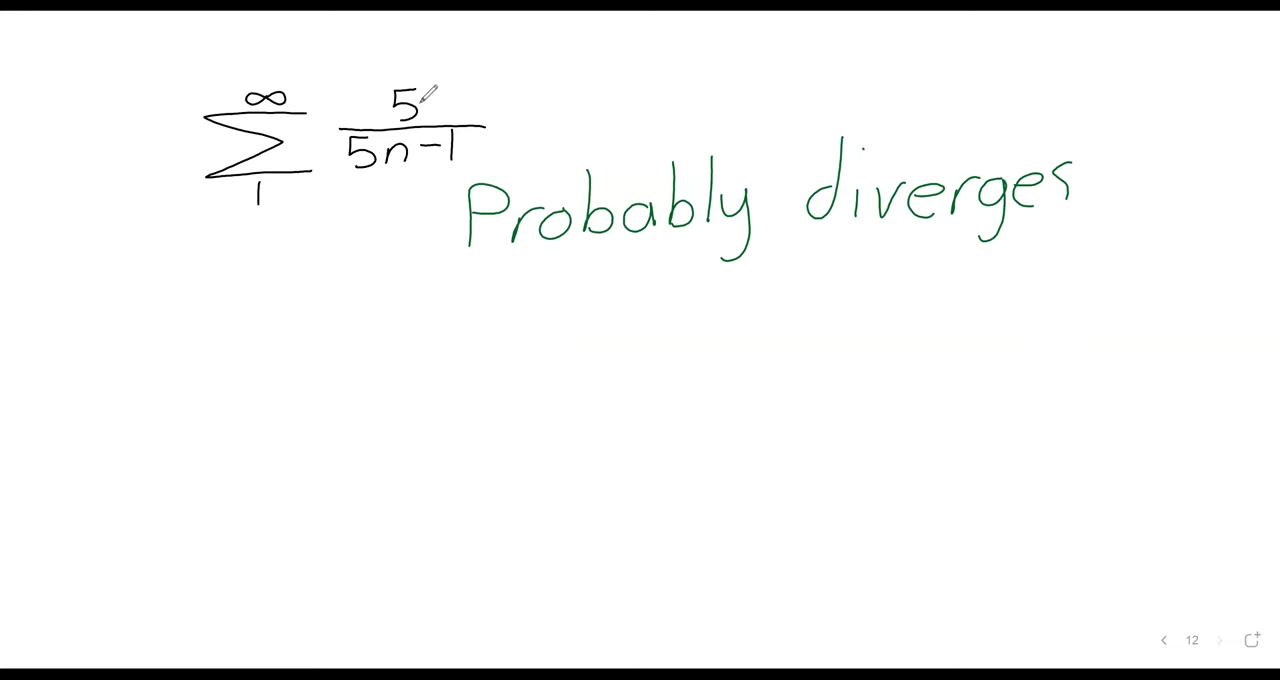 ∞
∑ 5/(5n-1)
1
Probably diverges
12